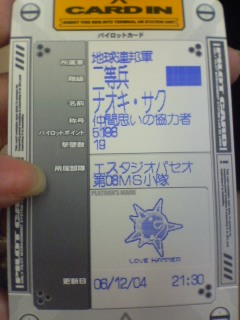 CARD IN
INSERT YOUR DISK INTO TERMINAL OR STATION UNIT
パイロットカード
所属軍 地球連邦軍
階級 二等兵
名前 ナオキ・サク
称号 仲間思いの協力者
パイロットポイント 5198
撃墜数 19
所属部隊 エスタジオパセオ
第08MS小隊
PLATOON'S MARK
LOVE HAMMER
更新日 06/12/04 21:30